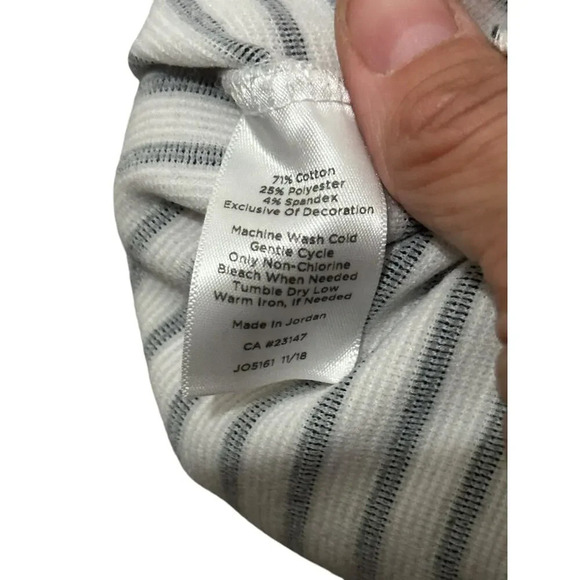 71% Cotton
25% Polyester
4% Spandex
Exclusive Of Decoration
Machine Wash Cold
Gentle Cycle
Only Non-Chlorine
Bleach When Needed
Tumble Dry Low
Warm Iron, If Needed
Made In Jordan
CA #23147
JO5161 11/18